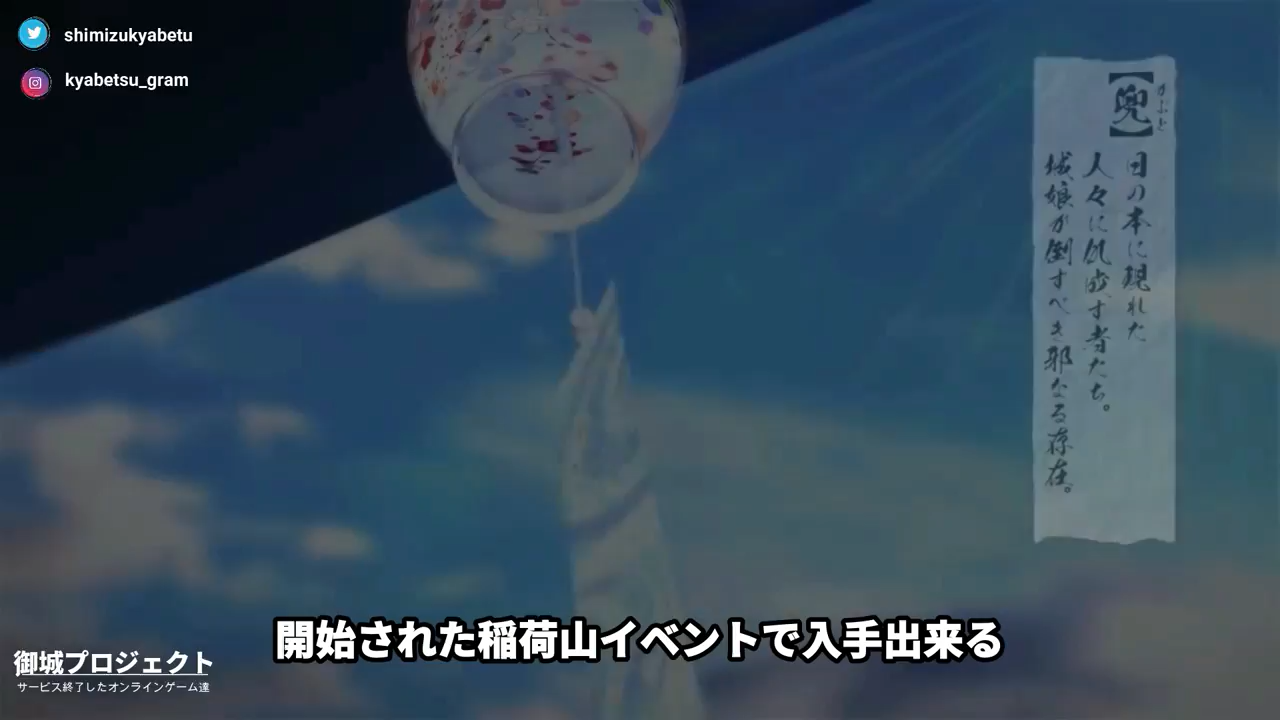 shimizukyabetu
kyabetsu_gram
【兜】
かぶと
日の本に現れた
人々に仇成す者たち。
城娘が倒すべき邪なる存在。
開始された稲荷山イベントで入手出来る
御城プロジェクト
サービス終了したオンラインゲーム達